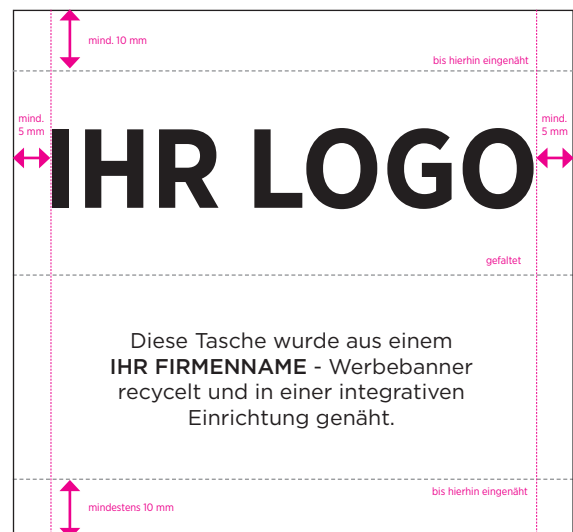 mind. 10 mm
bis hierhin eingenäht
mind.
5 mm
mind.
5 mm
IHR LOGO
gefaltet
Diese Tasche wurde aus einem
IHR FIRMENNAME - Werbebanner
recycelt und in einer integrativen
Einrichtung genäht.
bis hierhin eingenäht
mindestens 10 mm